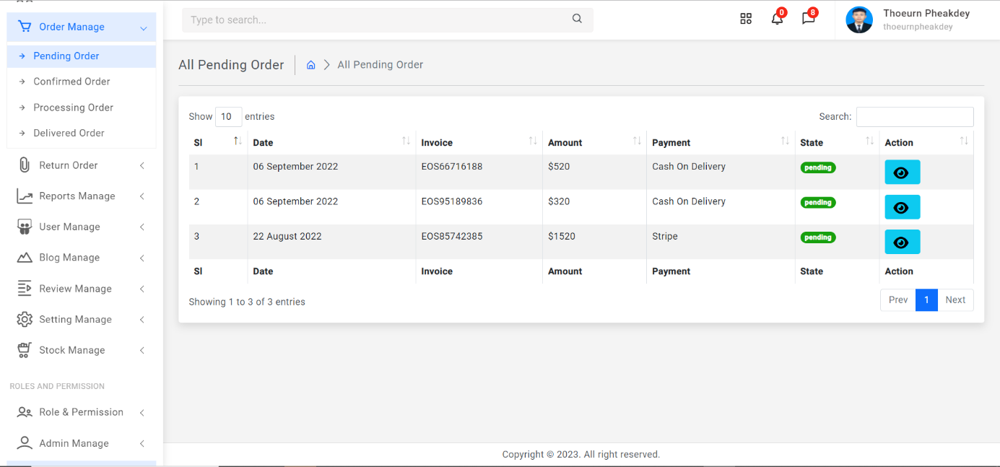 Type to search...
0
8
Thoeurn Pheakdey
thoeurnpheakdey
Order Manage
Pending Order
Confirmed Order
Processing Order
Delivered Order
Return Order
Reports Manage
User Manage
Blog Manage
Review Manage
Setting Manage
Stock Manage
ROLES AND PERMISSION
Role & Permission
Admin Manage
All Pending Order
All Pending Order
Show 10 entries
Search:
Sl Date Invoice Amount Payment State Action
1 06 September 2022 EOS66716188 $520 Cash On Delivery pending
2 06 September 2022 EOS95189836 $320 Cash On Delivery pending
3 22 August 2022 EOS85742385 $1520 Stripe pending
Sl Date Invoice Amount Payment State Action
Showing 1 to 3 of 3 entries
Prev 1 Next
Copyright © 2023. All right reserved.